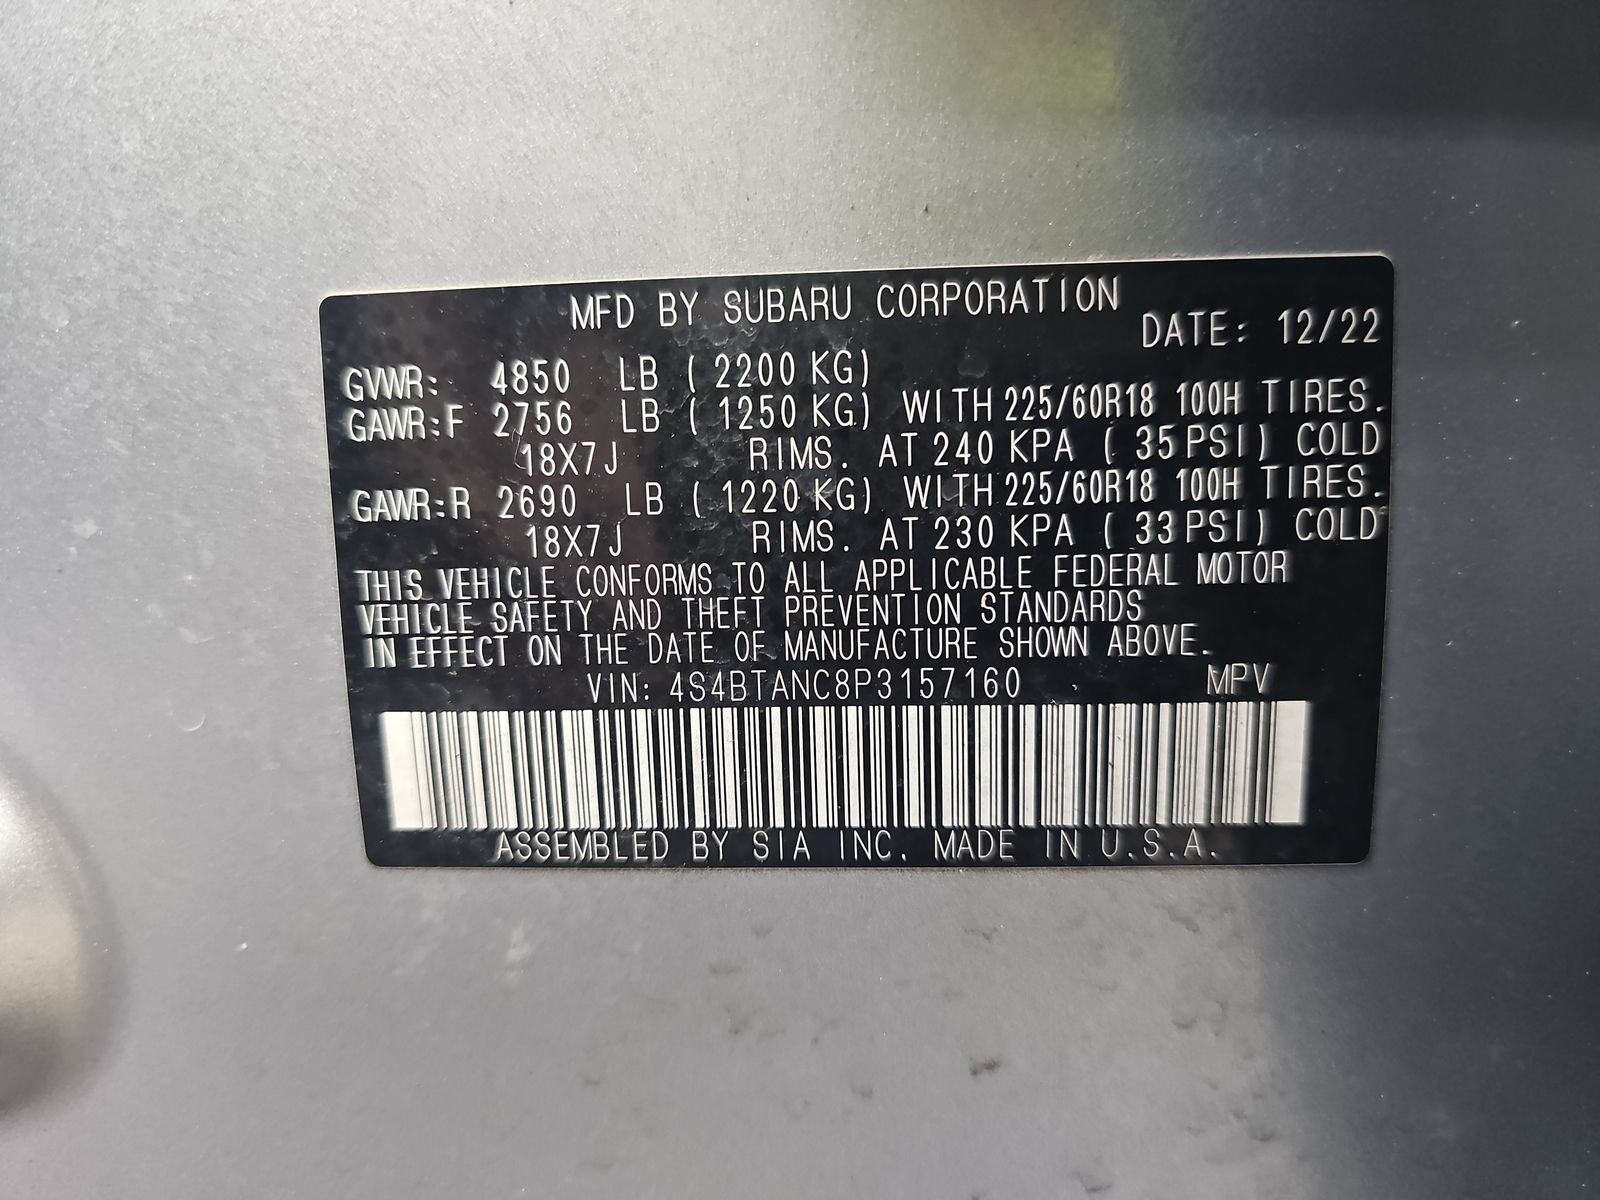 MFD BY SUBARU CORPORATION
DATE: 12/22
GVWR: 4850 LB ( 2200 KG)
GAWR:F 2756 LB ( 1250 KG) WITH 225/60R18 100H TIRES.
18X7J RIMS. AT 240 KPA ( 35 PSI) COLD
GAWR:R 2690 LB ( 1220 KG) WITH 225/60R18 100H TIRES.
18X7J RIMS. AT 230 KPA ( 33 PSI) COLD
THIS VEHICLE CONFORMS TO ALL APPLICABLE FEDERAL MOTOR
VEHICLE SAFETY AND THEFT PREVENTION STANDARDS
IN EFFECT ON THE DATE OF MANUFACTURE SHOWN ABOVE.
VIN: 4S4BTANC8P3157160 MPV
ASSEMBLED BY SIA INC. MADE IN U.S.A.